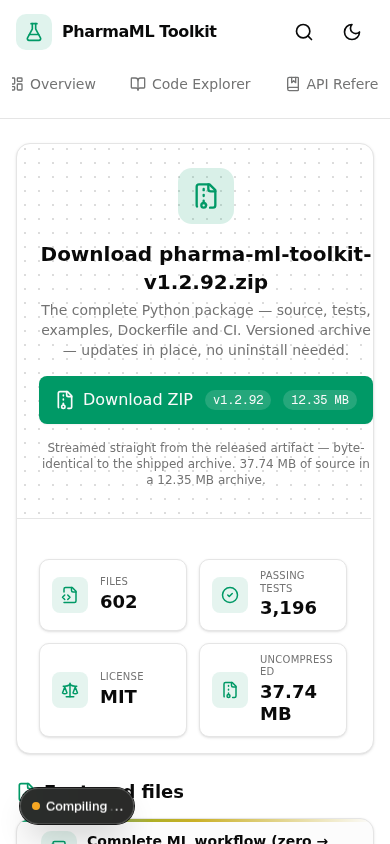 PharmaML Toolkit
Overview
Code Explorer
API Refere
Download pharma-ml-toolkit-
v1.2.92.zip
The complete Python package — source, tests,
examples, Dockerfile and CI. Versioned archive
— updates in place, no uninstall needed.
Download ZIP v1.2.92 12.35 MB
Streamed straight from the released artifact — byte-
identical to the shipped archive. 37.74 MB of source in
a 12.35 MB archive.
FILES
602
PASSING
TESTS
3,196
LICENSE
MIT
UNCOMPRESS
ED
37.74
MB
files
Compiling ...
Complete ML workflow (zero →